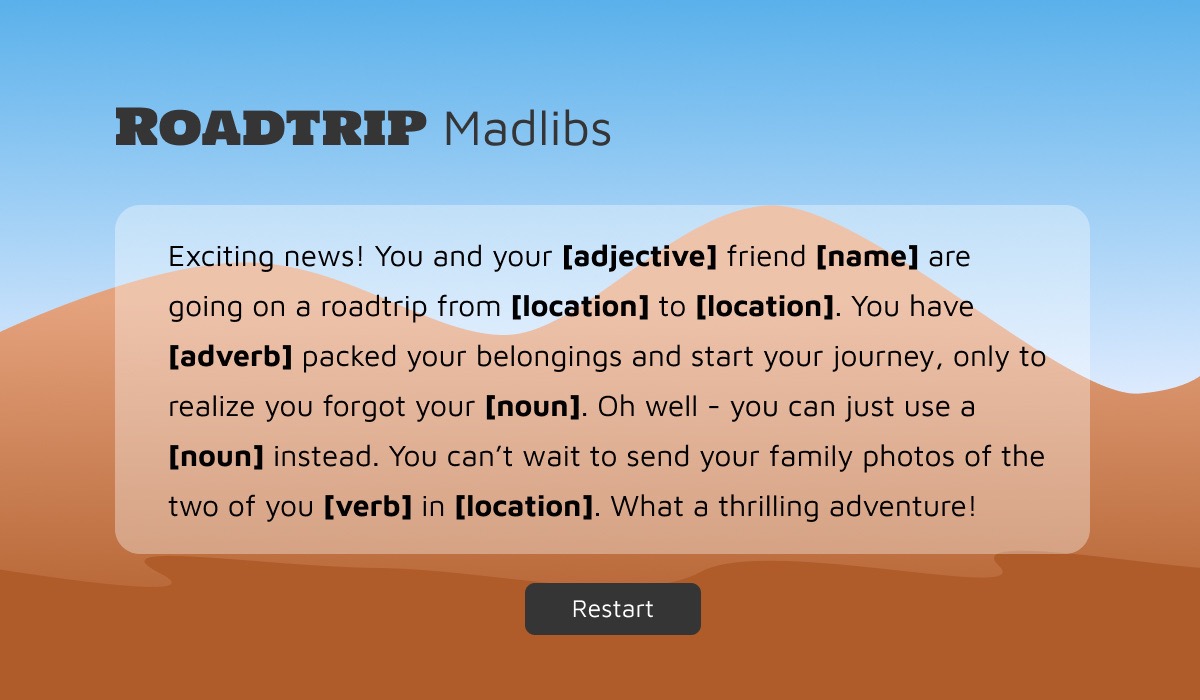 ROADTRIP Madlibs
Exciting news! You and your [adjective] friend [name] are
going on a roadtrip from [location] to [location]. You have
[adverb] packed your belongings and start your journey, only to
realize you forgot your [noun]. Oh well - you can just use a
[noun] instead. You can’t wait to send your family photos of the
two of you [verb] in [location]. What a thrilling adventure!
Restart